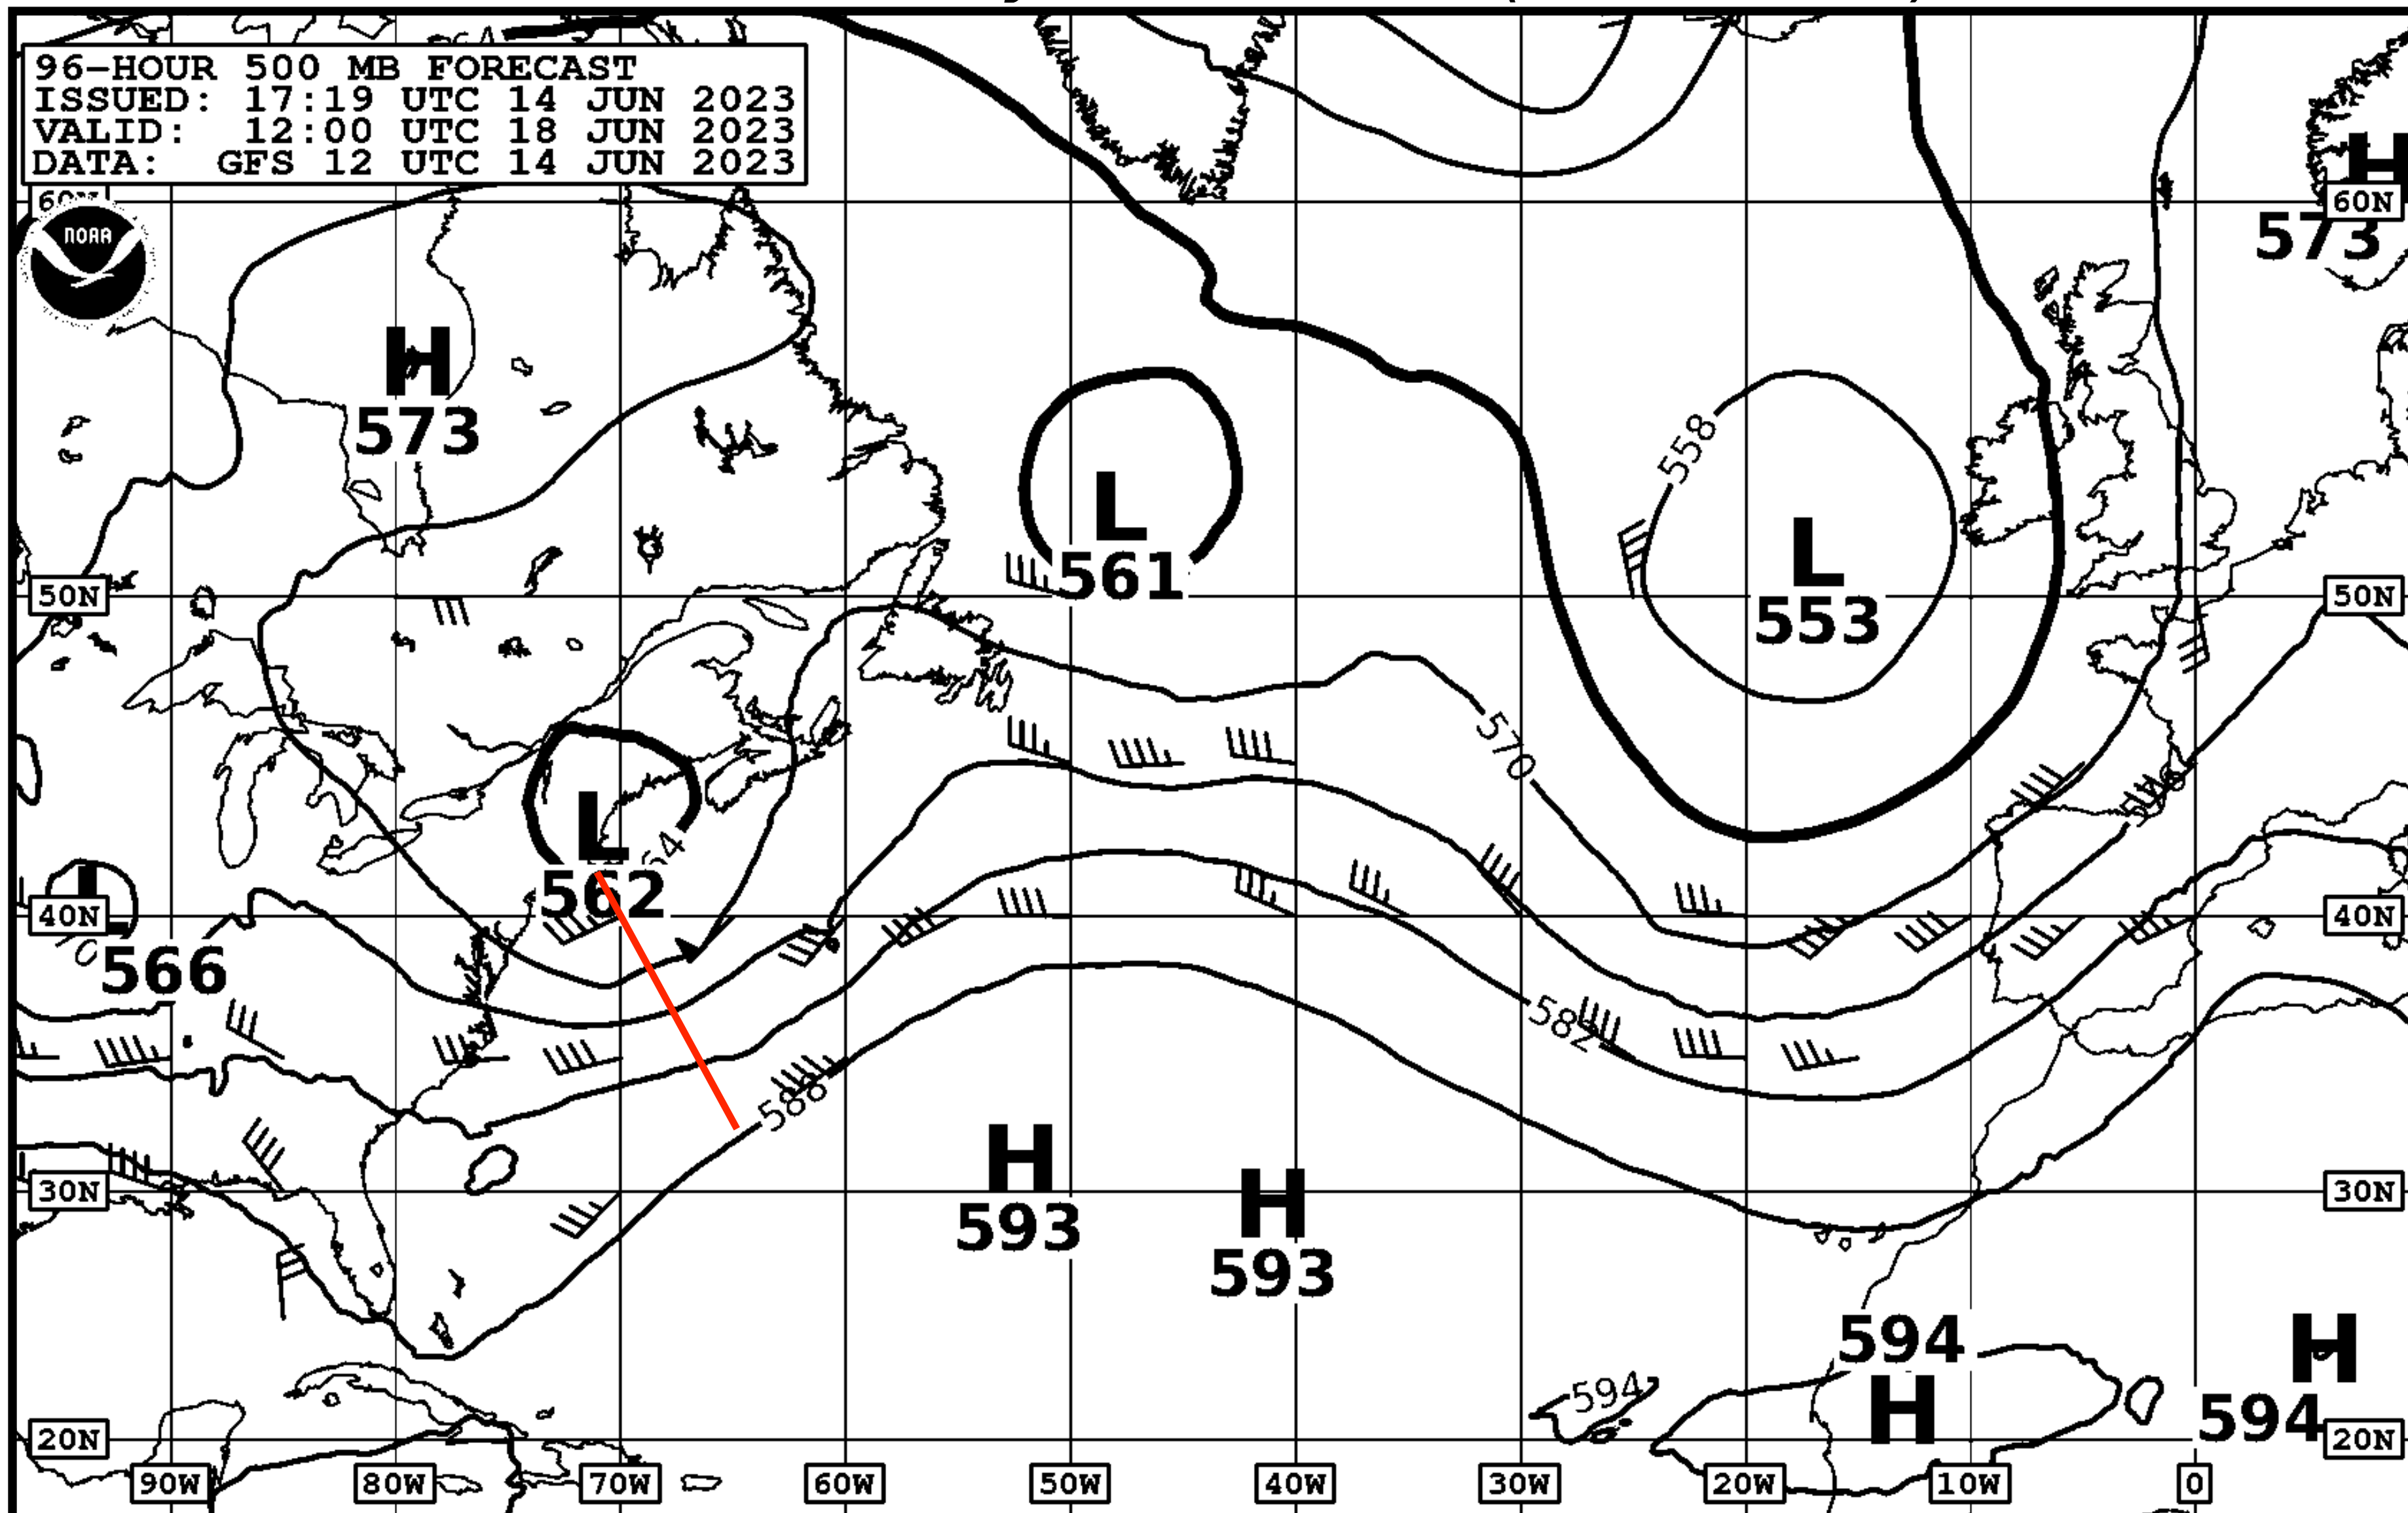 96-HOUR 500 MB FORECAST
ISSUED: 17:19 UTC 14 JUN 2023
VALID: 12:00 UTC 18 JUN 2023
DATA: GFS 12 UTC 14 JUN 2023
60N
NOAA
H
573
H
573
558
L
561
L
553
50N
50N
570
L
562
40N
566
40N
582
588
H
593
H
593
30N
30N
594
H
H
594
594
20N
20N
90W
80W
70W
60W
50W
40W
30W
20W
10W
0